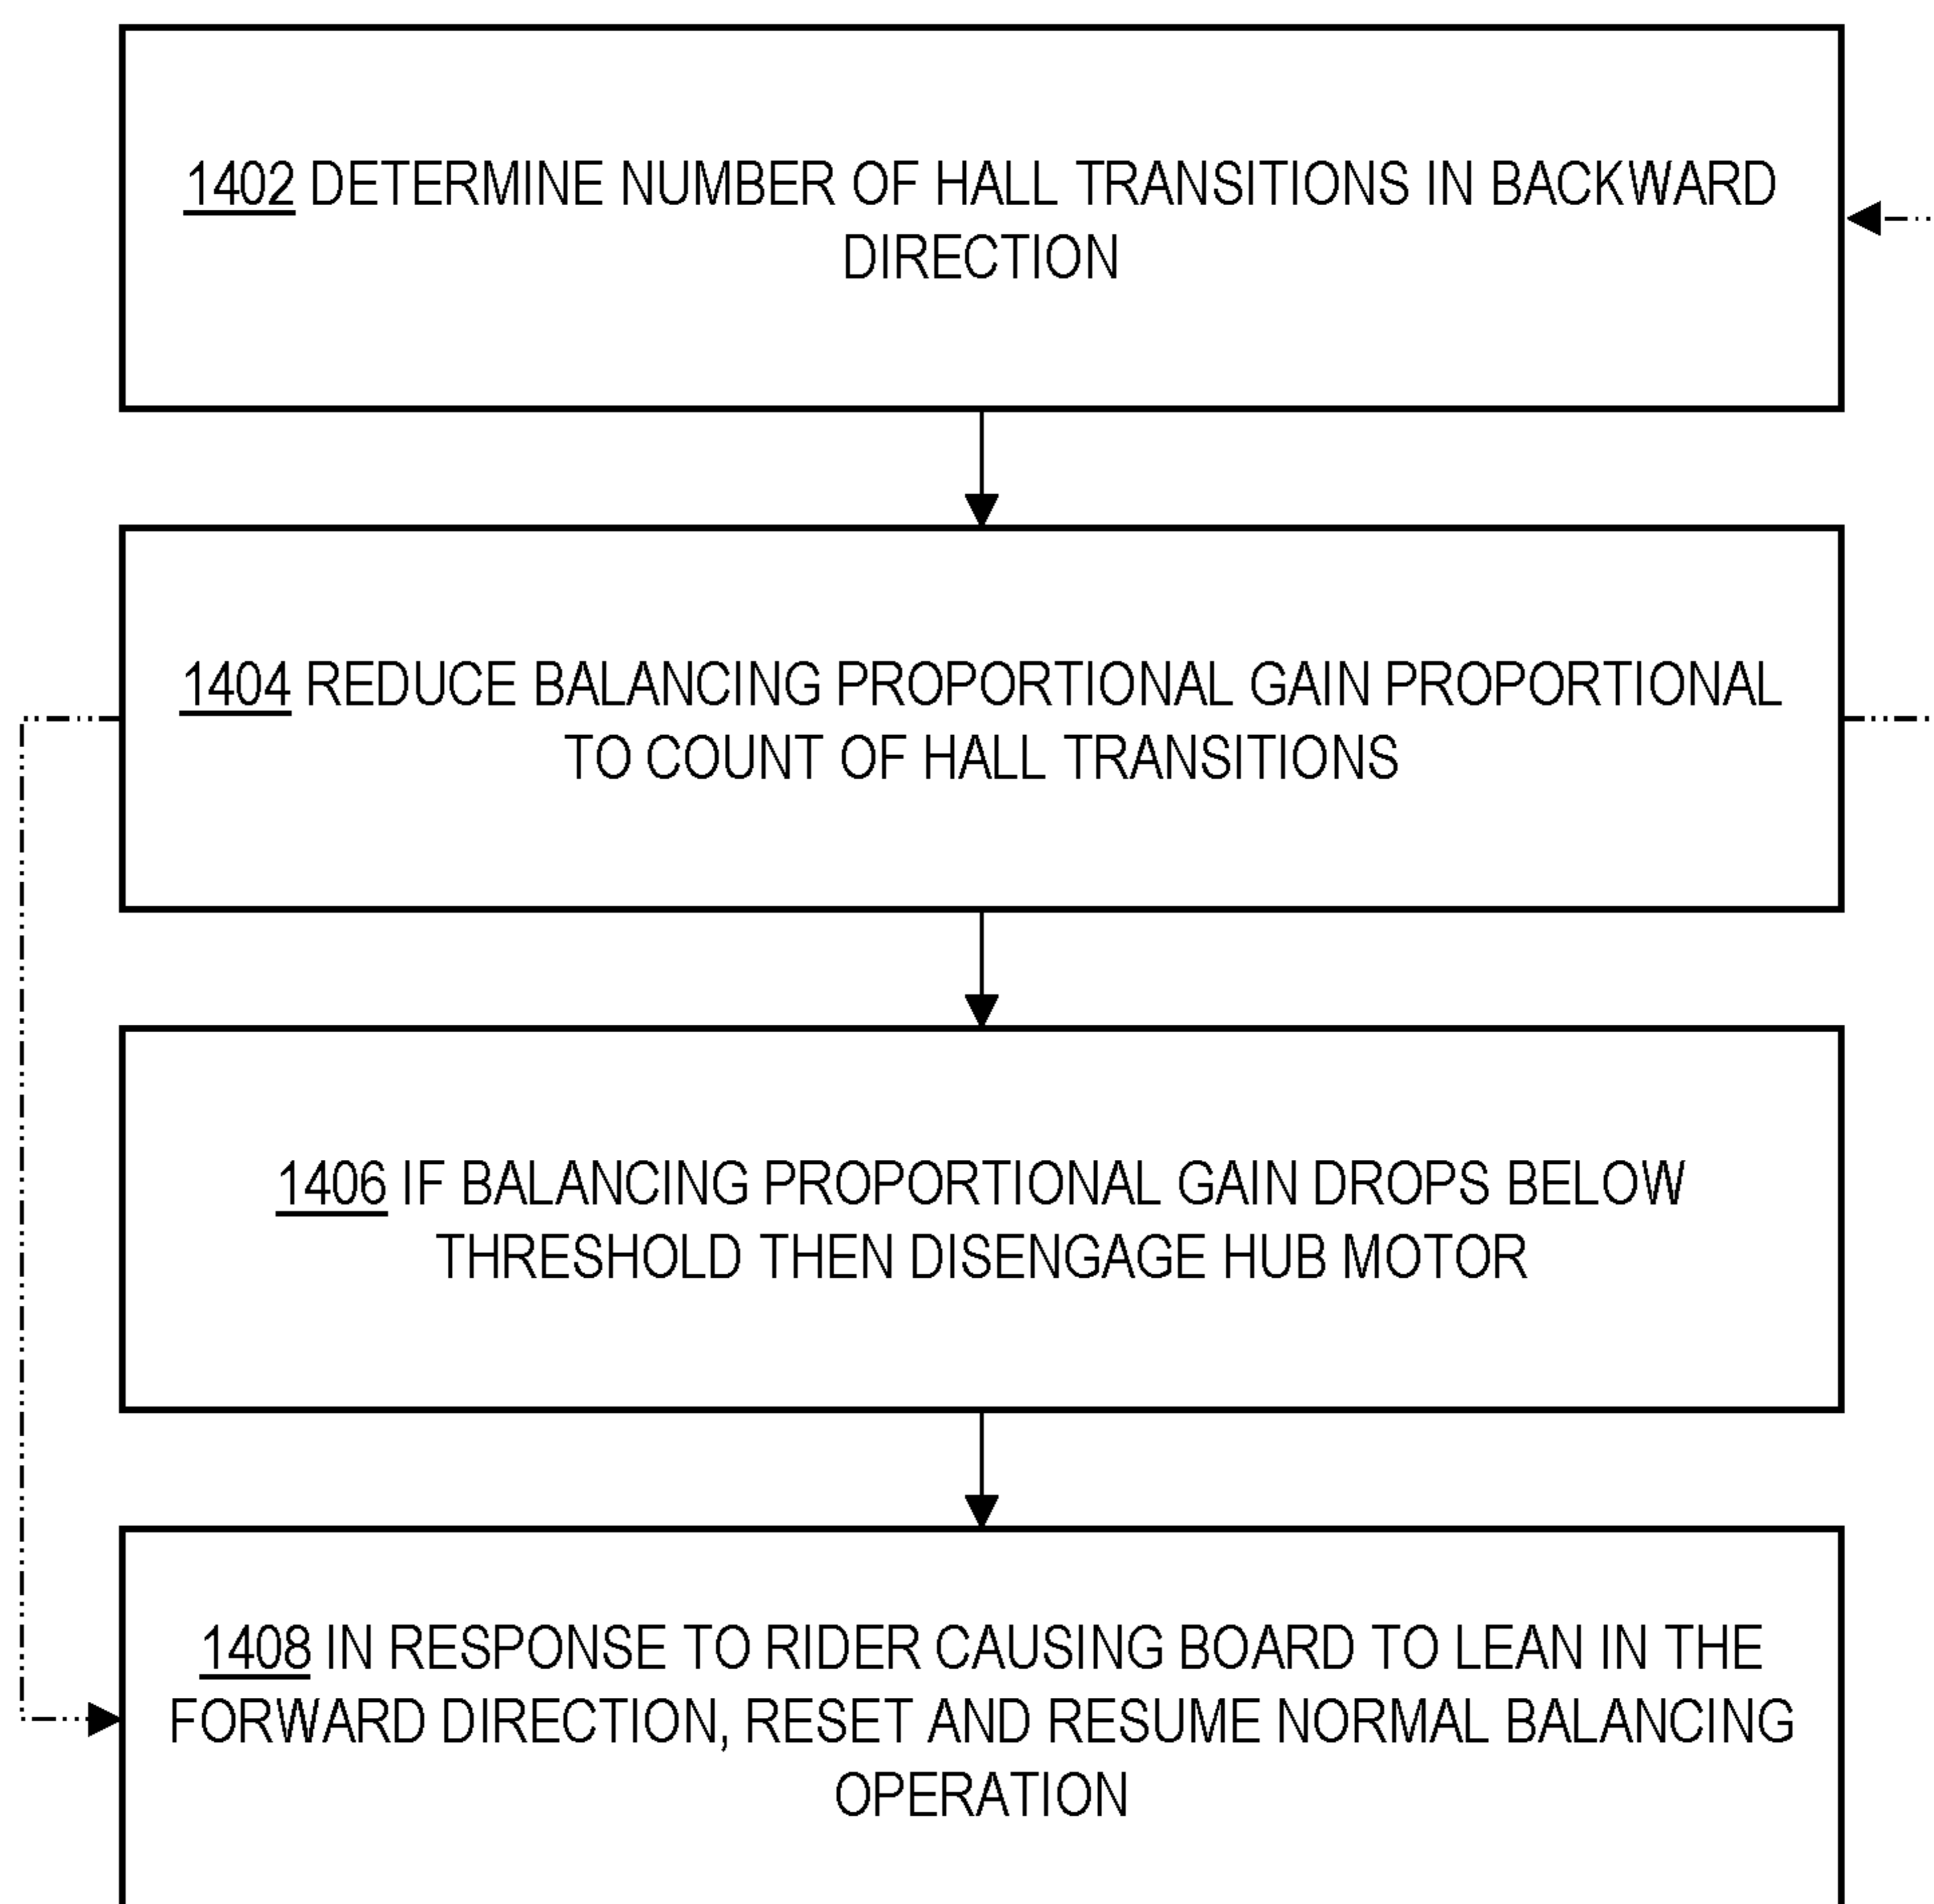 1402 DETERMINE NUMBER OF HALL TRANSITIONS IN BACKWARD
DIRECTION
1404 REDUCE BALANCING PROPORTIONAL GAIN PROPORTIONAL
TO COUNT OF HALL TRANSITIONS
1406 IF BALANCING PROPORTIONAL GAIN DROPS BELOW
THRESHOLD THEN DISENGAGE HUB MOTOR
1408 IN RESPONSE TO RIDER CAUSING BOARD TO LEAN IN THE
FORWARD DIRECTION, RESET AND RESUME NORMAL BALANCING
OPERATION